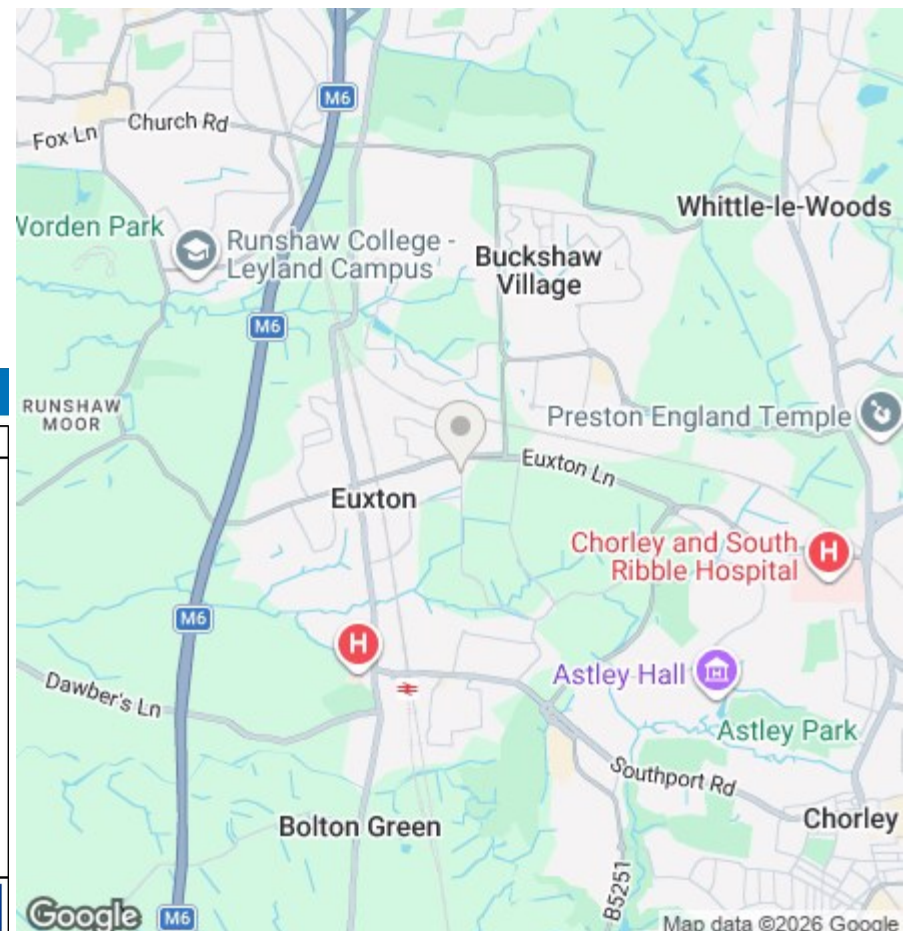 M6
Fox Ln
Church Rd
Whittle-le-Woods
Worden Park
Runshaw College -
Leyland Campus
Buckshaw
Village
M6
RUNSHAW
MOOR
Preston England Temple
Euxton Ln
Euxton
Chorley and South
Ribble Hospital
H
M6
H
Astley Hall
Dawber's Ln
Astley Park
Southport Rd
Chorley
Bolton Green
B5251
Google
M6
Map data ©2026 Google